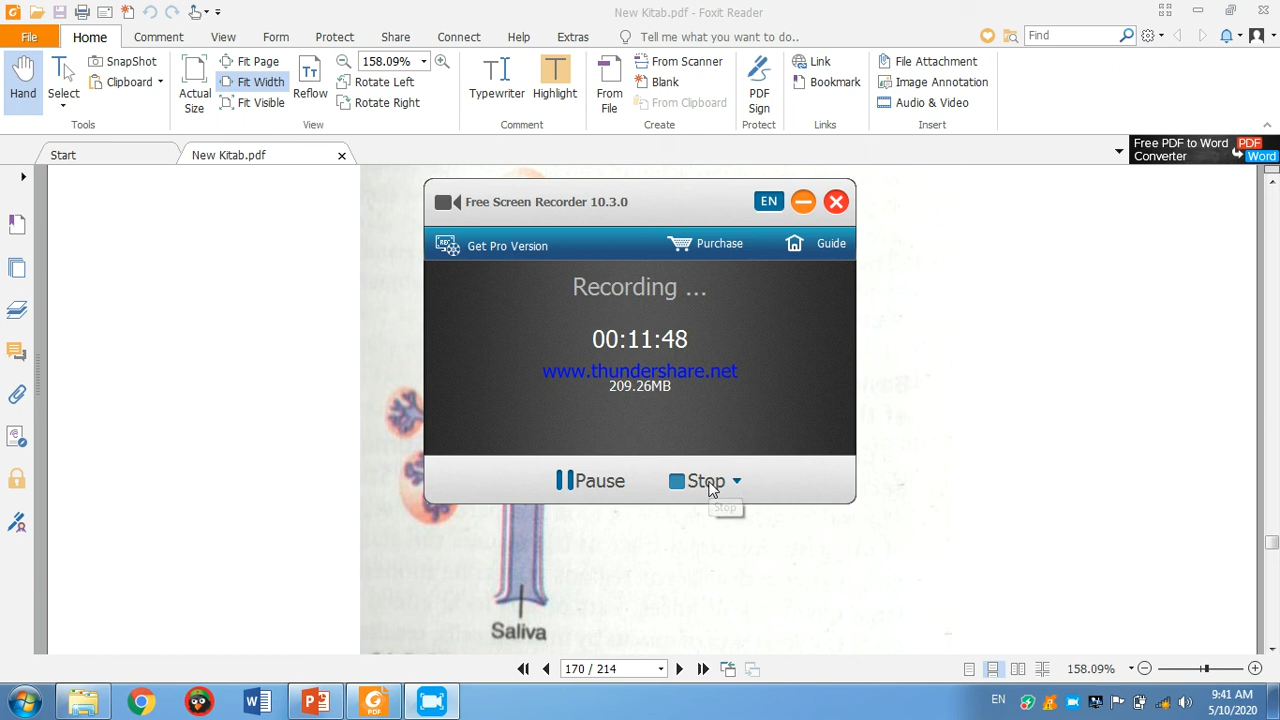 New Kitab.pdf - Foxit Reader
File Home Comment View Form Protect Share Connect Help Extras Tell me what you want to do.. Find
Hand
Select
SnapShot
Clipboard
Tools
Actual Size
Fit Page
Fit Width
Fit Visible
Reflow
158.09%
Rotate Left
Rotate Right
View
Typewriter
Highlight
Comment
From File
From Scanner
Blank
From Clipboard
Create
PDF Sign
Protect
Link
Bookmark
Links
File Attachment
Image Annotation
Audio & Video
Insert
Start
New Kitab.pdf
Free PDF to Word Converter
PDF
Word
Free Screen Recorder 10.3.0
EN
Get Pro Version
Purchase
Guide
Recording ...
00:11:48
www.thundershare.net
209.26MB
Pause
Stop
Stop
Saliva
170 / 214
158.09%
EN
9:41 AM
5/10/2020